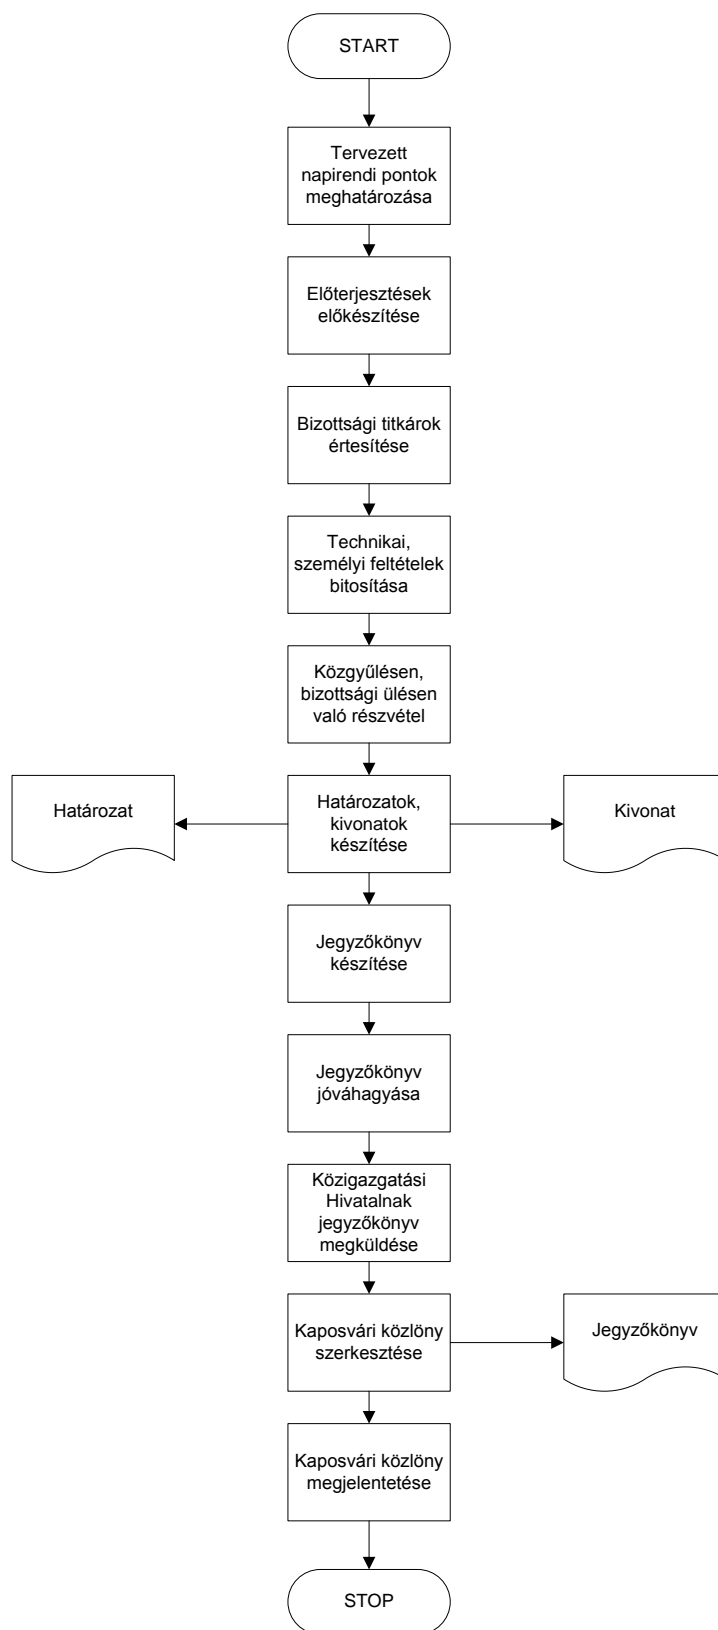 START
Tervezett
napirendi pontok
meghatározása
Előterjesztések
előkészítése
Bizottsági titkárok
értesítése
Technikai,
személyi feltételek
bitosítása
Közgyűlésen,
bizottsági ülésen
való részvétel
Határozat
Határozatok,
kivonatok
készítése
Kivonat
Jegyzőkönyv
készítése
Jegyzőkönyv
jóváhagyása
Közigazgatási
Hivatalnak
jegyzőkönyv
megküldése
Kaposvári közlöny
szerkesztése
Jegyzőkönyv
Kaposvári közlöny
megjelentetése
STOP